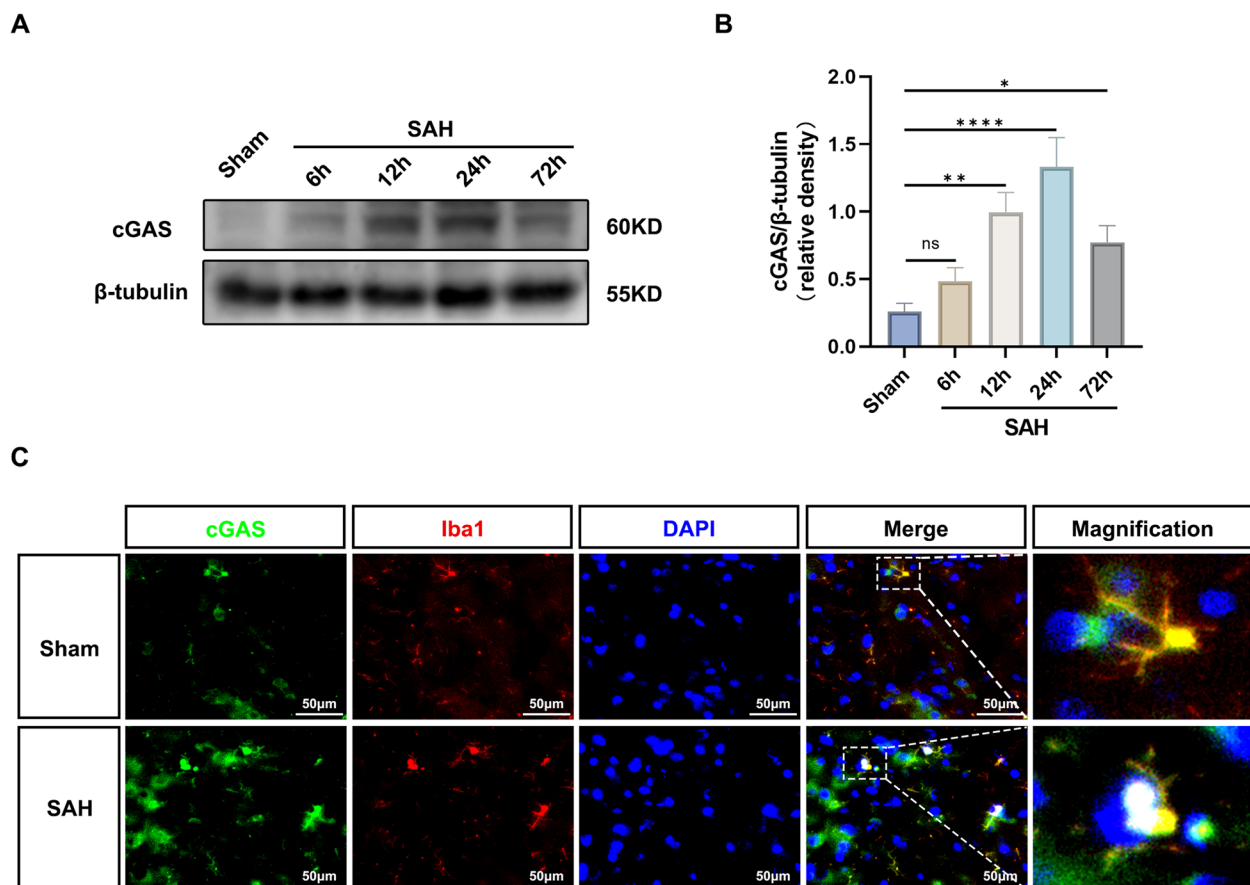 A
SAH
Sham
6h
12h
24h
72h
cGAS
60KD
β-tubulin
55KD
B
cGAS/β-tubulin
(relative density)
2.0
1.5
1.0
0.5
0.0
*
****
**
ns
Sham
6h
12h
24h
72h
SAH
C
cGAS
Iba1
DAPI
Merge
Magnification
Sham
50μm
50μm
50μm
50μm
SAH
50μm
50μm
50μm
50μm